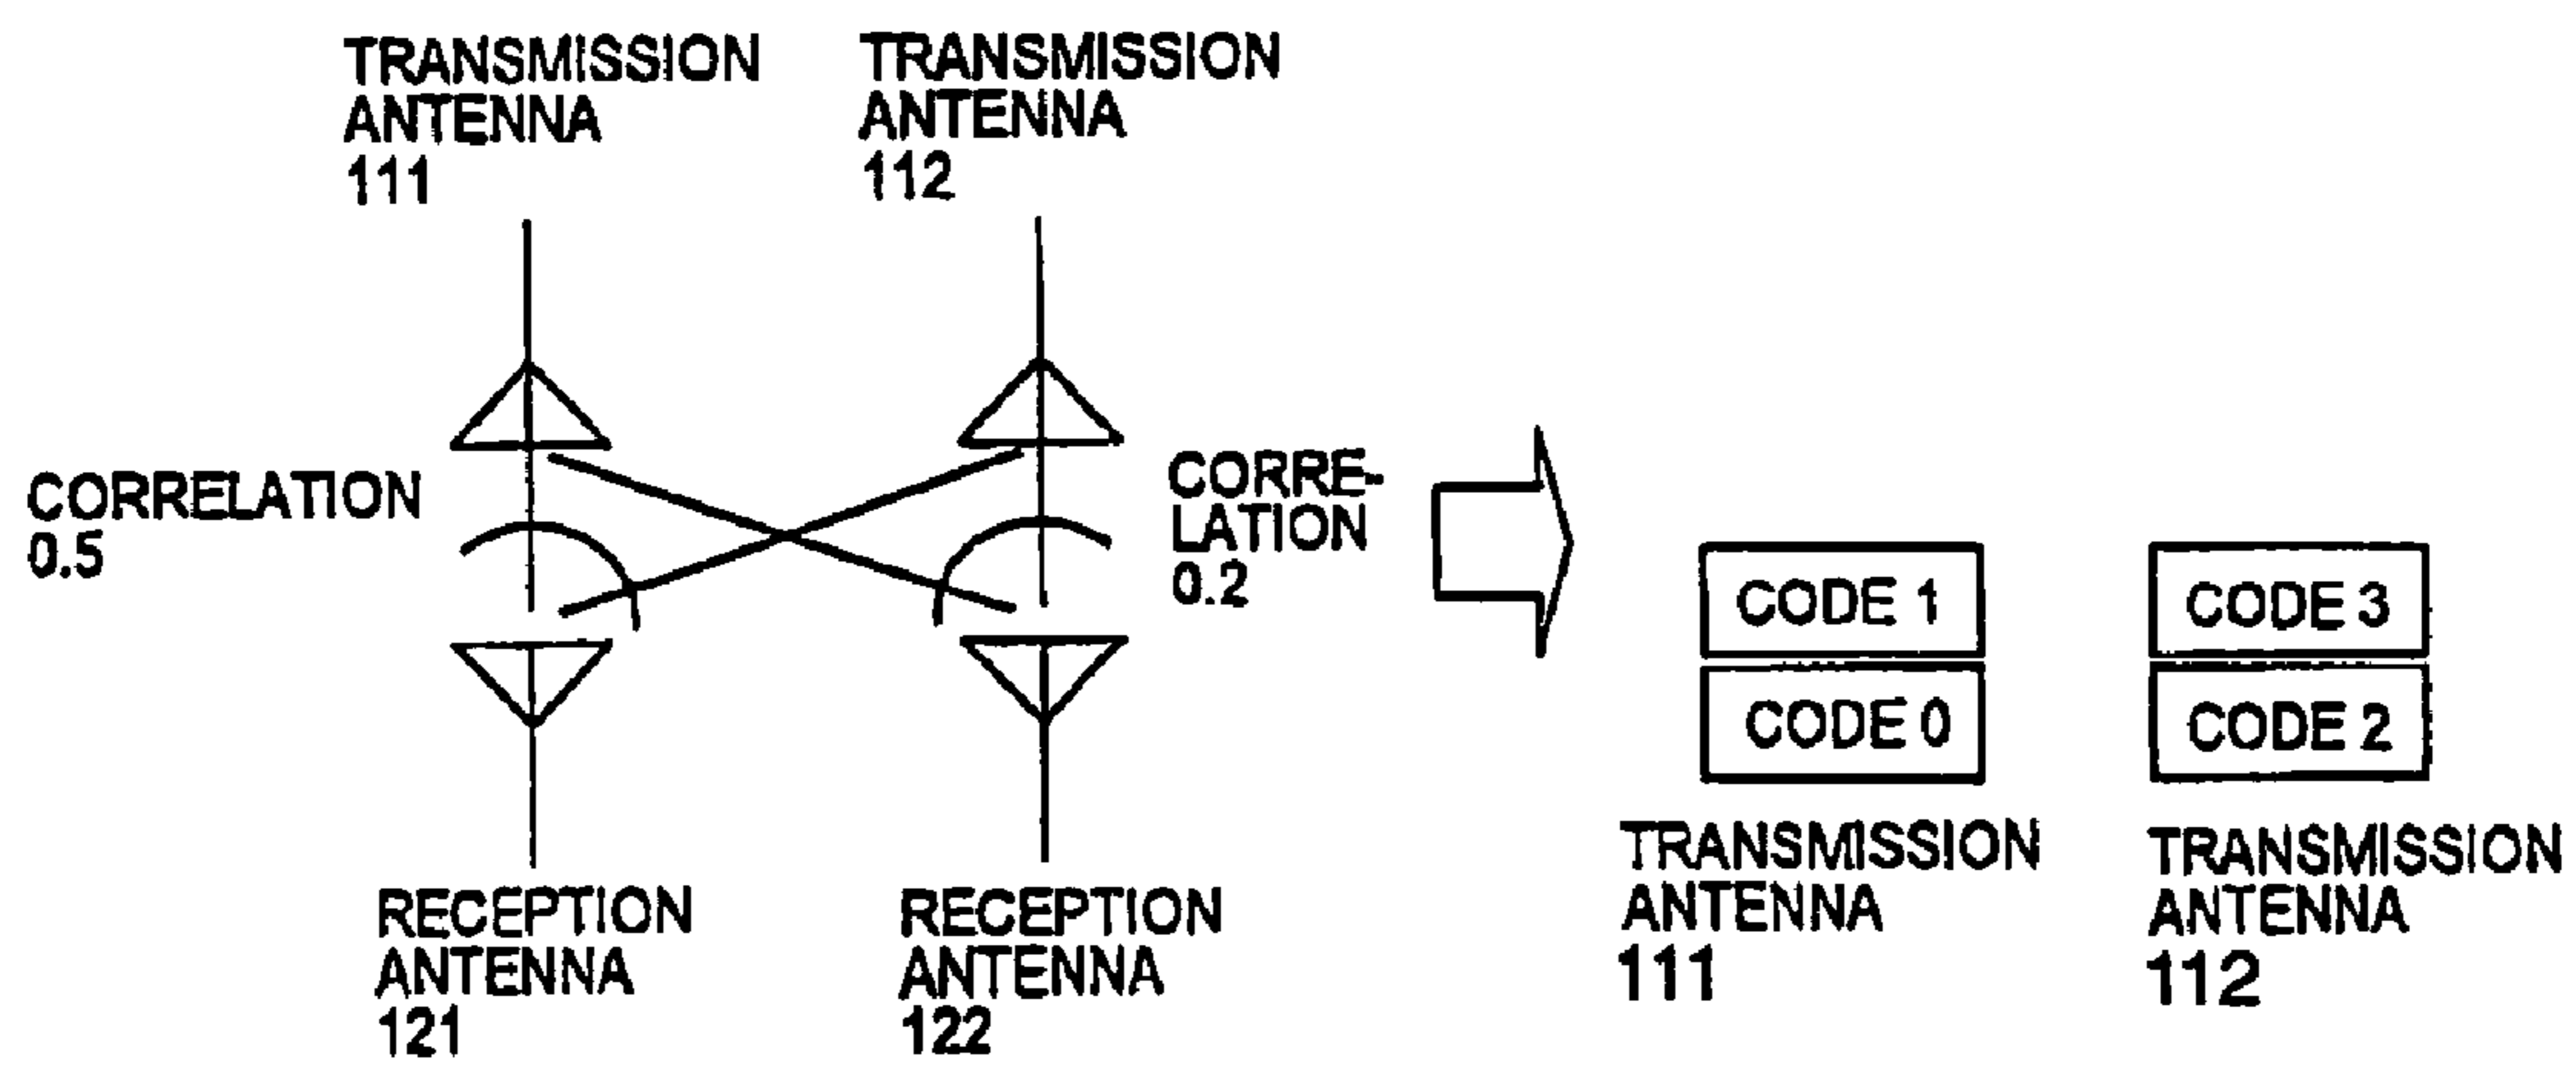 TRANSMISSION
ANTENNA
111
TRANSMISSION
ANTENNA
112
CORRELATION
0.5
CORRE-
LATION
0.2
RECEPTION
ANTENNA
121
RECEPTION
ANTENNA
122
CODE 1
CODE 0
TRANSMISSION
ANTENNA
111
CODE 3
CODE 2
TRANSMISSION
ANTENNA
112